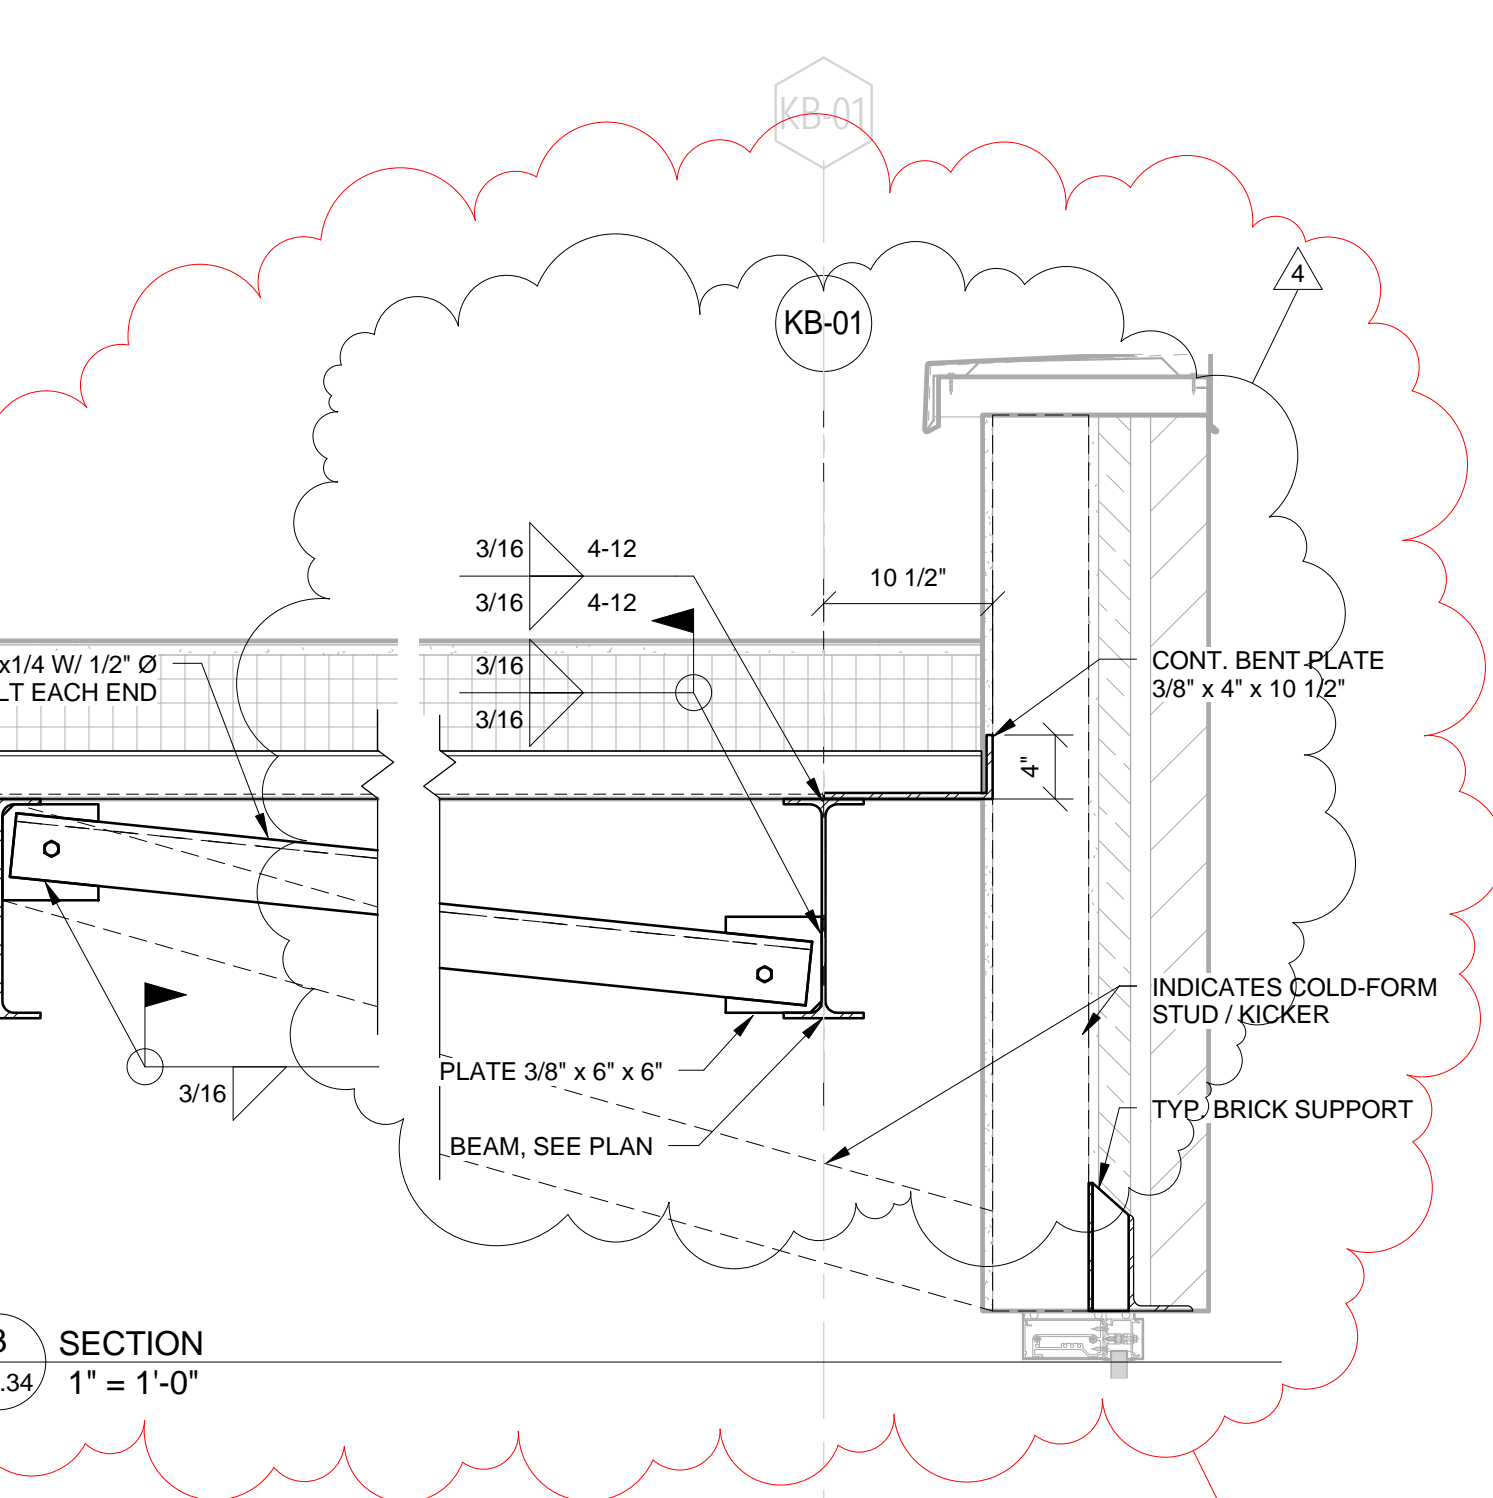 KB-01
4
KB-01
3/16 4-12
3/16 4-12
10 1/2"
x1/4 W/ 1/2" Ø
LT EACH END
3/16
3/16
CONT. BENT PLATE
3/8" x 4" x 10 1/2"
4"
INDICATES COLD-FORM
STUD / KICKER
PLATE 3/8" x 6" x 6"
3/16
TYP. BRICK SUPPORT
BEAM, SEE PLAN
SECTION
.34
1" = 1'-0"